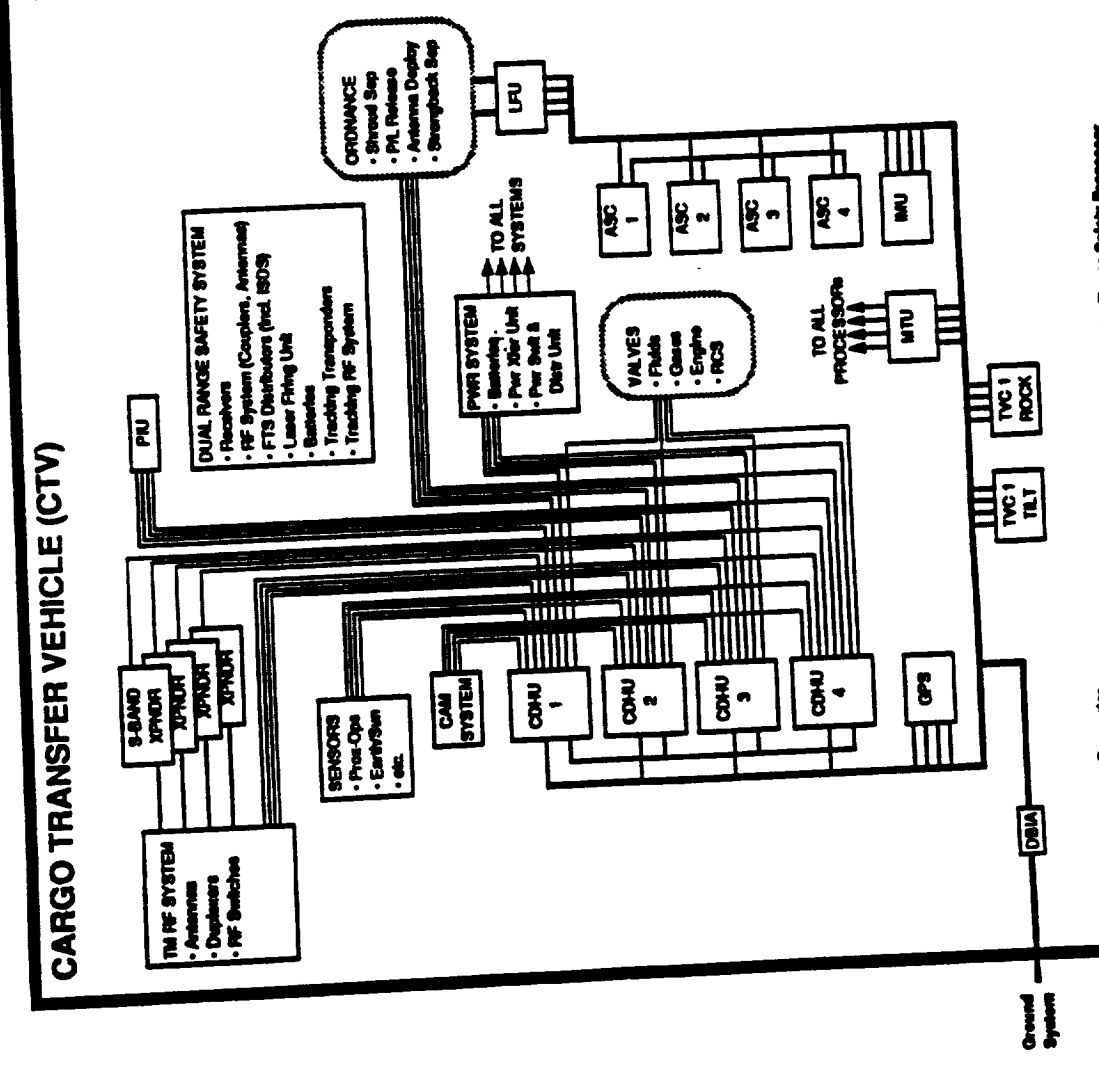 CARGO TRANSFER VEHICLE (CTV)
TM RF SYSTEM
• Antennas
• Duplexers
• RF Switches
S-BAND
XPNDR
XPNDR
XPNDR
XPNDR
PIU
DUAL RANGE SAFETY SYSTEM
• Receivers
• RF System (Couplers, Antennas)
• FTS Distributors (Incl. ISDS)
• Laser Firing Unit
• Batteries
• Tracking Transponders
• Tracking RF System
ORDNANCE
• Shroud Sep
• P/L Release
• Antenna Deploy
• Strongback Sep
SENSORS
• Prox-Ops
• Earth/Sun
• etc.
CAM
SYSTEM
PWR SYSTEM
• Batteries
• Pwr Xfer Unit
• Pwr Swit &
Distr Unit
TO ALL
SYSTEMS
LFU
CDHU
1
CDHU
2
CDHU
3
CDHU
4
VALVES
• Fluids
• Gases
• Engine
• RCS
ASC
1
ASC
2
ASC
3
ASC
4
TO ALL
PROCESSORs
MTU
IMU
GPS
TVC 1
TILT
TVC 1
ROCK
DBIA
Ground
System